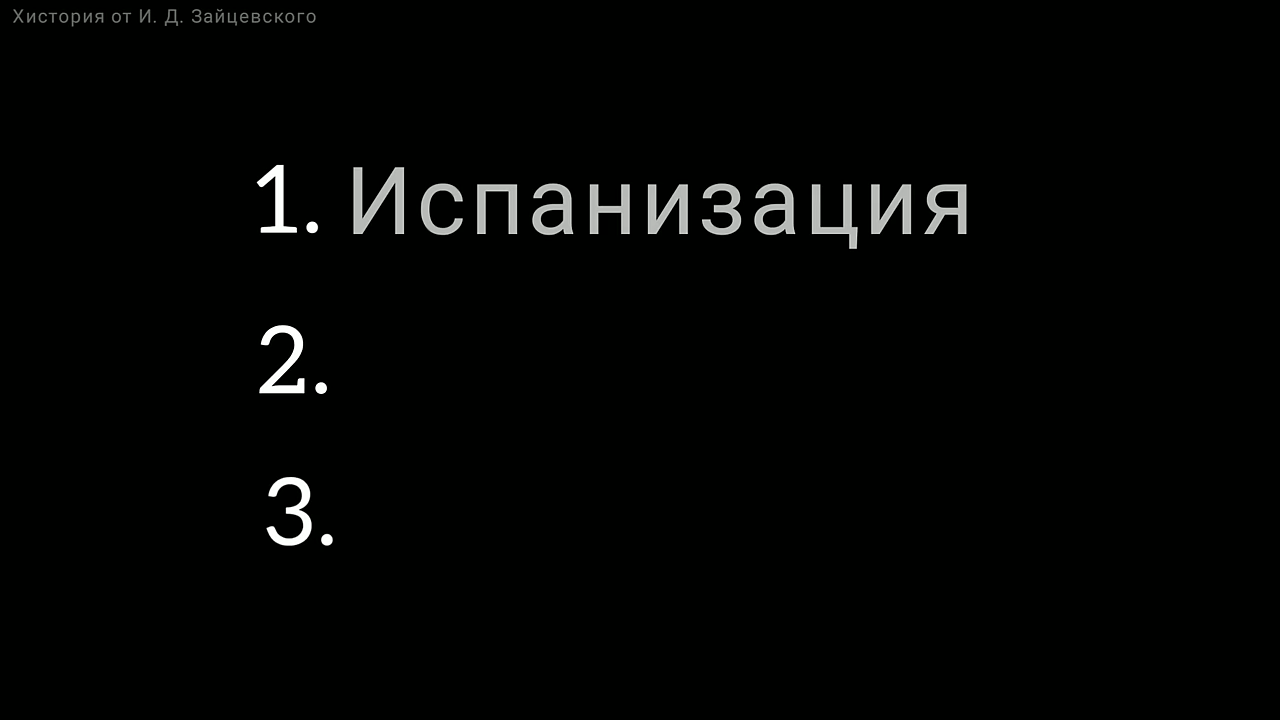 Хистория от И. Д. Зайцевского
1. Испанизация
2.
3.